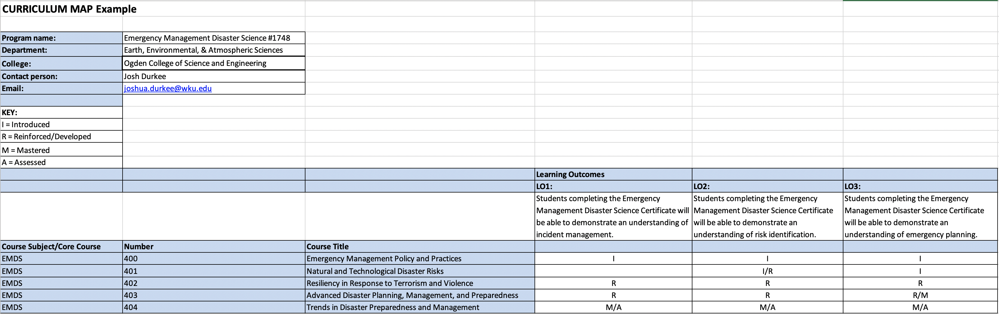 CURRICULUM MAP Example
Program name: Emergency Management Disaster Science #1748
Department: Earth, Environmental, & Atmospheric Sciences
College: Ogden College of Science and Engineering
Contact person: Josh Durkee
Email: joshua.durkee@wku.edu
KEY:
I = Introduced
R = Reinforced/Developed
M = Mastered
A = Assessed
Learning Outcomes
LO1: LO2: LO3:
Students completing the Emergency
Management Disaster Science Certificate will
be able to demonstrate an understanding of
incident management.
Students completing the Emergency
Management Disaster Science Certificate
will be able to demonstrate an
understanding of risk identification.
Students completing the Emergency
Management Disaster Science Certificate
will be able to demonstrate an
understanding of emergency planning.
Course Subject/Core Course Number Course Title
EMDS 400 Emergency Management Policy and Practices I I I
EMDS 401 Natural and Technological Disaster Risks I/R I
EMDS 402 Resiliency in Response to Terrorism and Violence R R R
EMDS 403 Advanced Disaster Planning, Management, and Preparedness R R R/M
EMDS 404 Trends in Disaster Preparedness and Management M/A M/A M/A